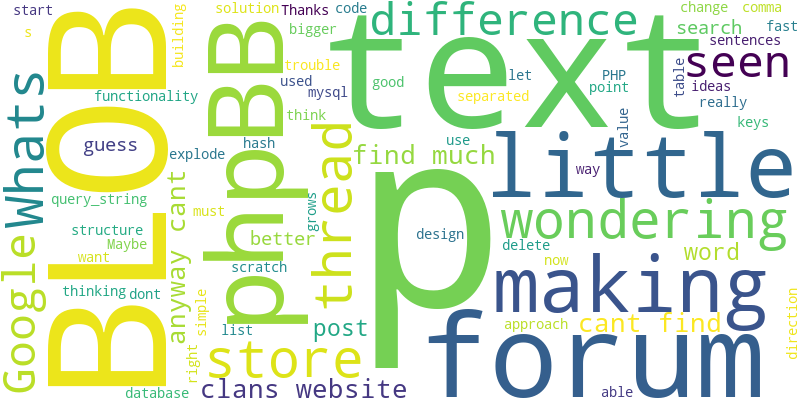 start
s
building
solution
Thanks
code
change
comma
bigger
difference
search
fast
BLOB
phpBB
text
seen
sentences
trouble
let
PHP
table
ideas
Whats
functionality
used
mysql
good
separated
point
really
think
keys
guess
explode
hash
thread
find much
use
little
value
way
query_string
anyway cant
must
grows
p
wondering
structure
Maybe
better
design
delete
word
now
Google
want
scratch
making
thinking
dont
simple
right
list
post
forum
approach
cant find
direction
store
database
clans website
able